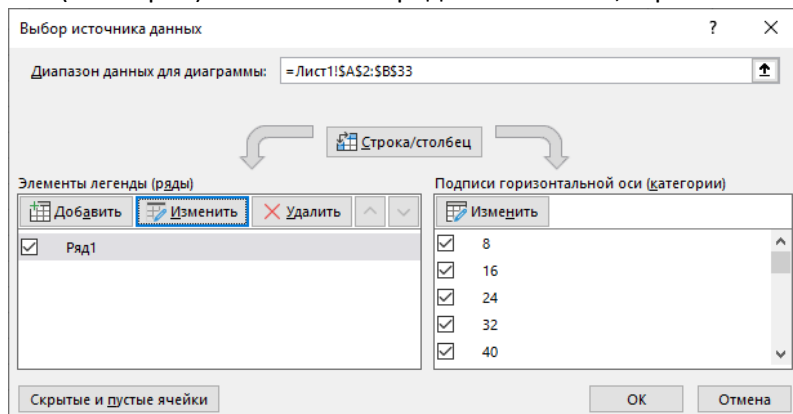 Выбор источника данных ? ×
Диапазон данных для диаграммы: =Лист1!$A$2:$B$33
Строка/столбец
Элементы легенды (ряды) Подписи горизонтальной оси (категории)
Добавить Изменить Удалить Изменить
Ряд1 8
16
24
32
40
Скрытые и пустые ячейки ОК Отмена